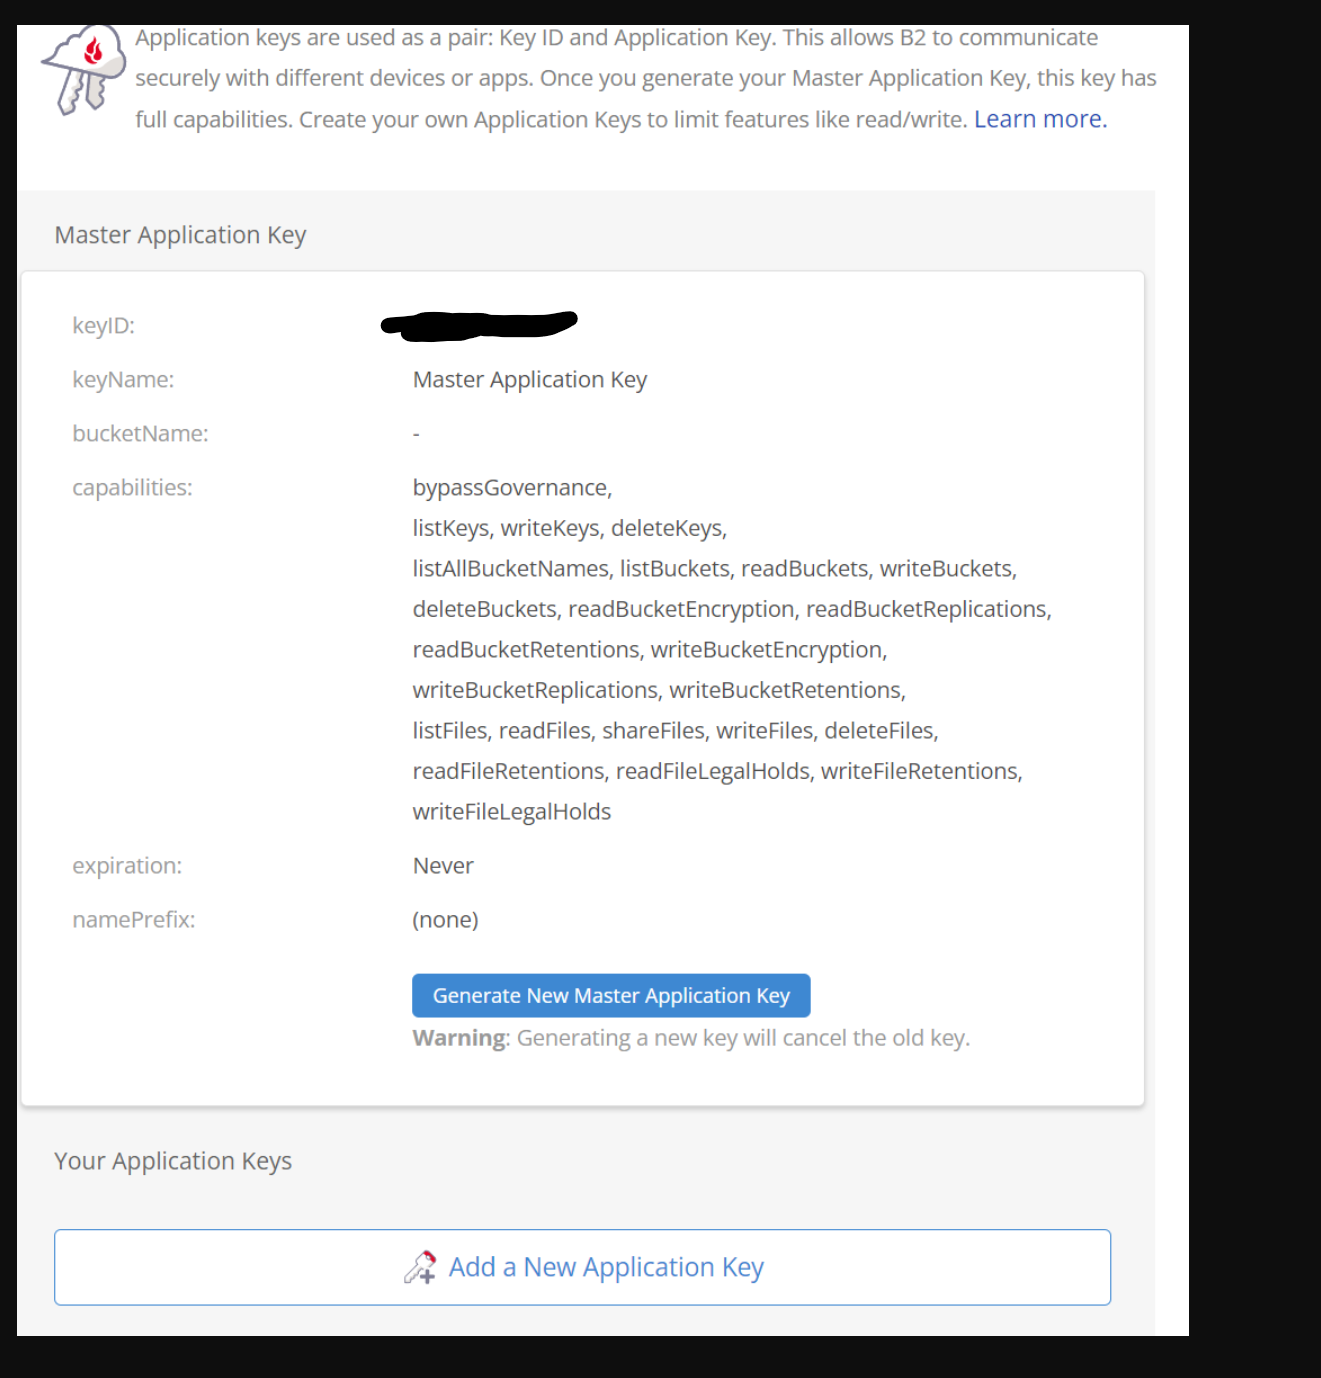 Application keys are used as a pair: Key ID and Application Key. This allows B2 to communicate
securely with different devices or apps. Once you generate your Master Application Key, this key has
full capabilities. Create your own Application Keys to limit features like read/write. Learn more.
Master Application Key
keyID:
keyName: Master Application Key
bucketName: -
capabilities: bypassGovernance,
listKeys, writeKeys, deleteKeys,
listAllBucketNames, listBuckets, readBuckets, writeBuckets,
deleteBuckets, readBucketEncryption, readBucketReplications,
readBucketRetentions, writeBucketEncryption,
writeBucketReplications, writeBucketRetentions,
listFiles, readFiles, shareFiles, writeFiles, deleteFiles,
readFileRetentions, readFileLegalHolds, writeFileRetentions,
writeFileLegalHolds
expiration: Never
namePrefix: (none)
Generate New Master Application Key
Warning: Generating a new key will cancel the old key.
Your Application Keys
Add a New Application Key